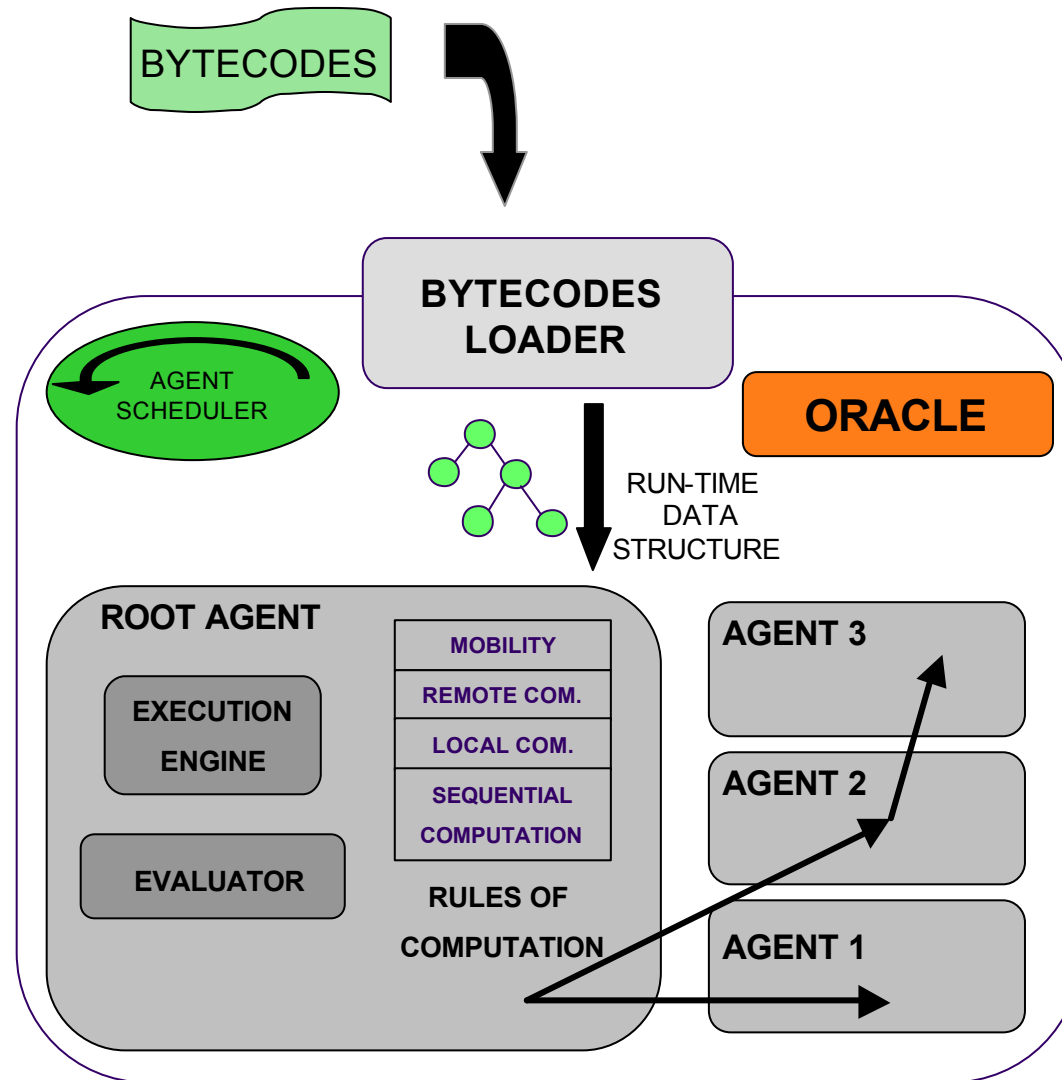 BYTECODES
BYTECODES
LOADER
AGENT
SCHEDULER
ORACLE
RUN-TIME
DATA
STRUCTURE
ROOT AGENT
EXECUTION
ENGINE
EVALUATOR
MOBILITY
REMOTE COM.
LOCAL COM.
SEQUENTIAL
COMPUTATION
RULES OF
COMPUTATION
AGENT 3
AGENT 2
AGENT 1